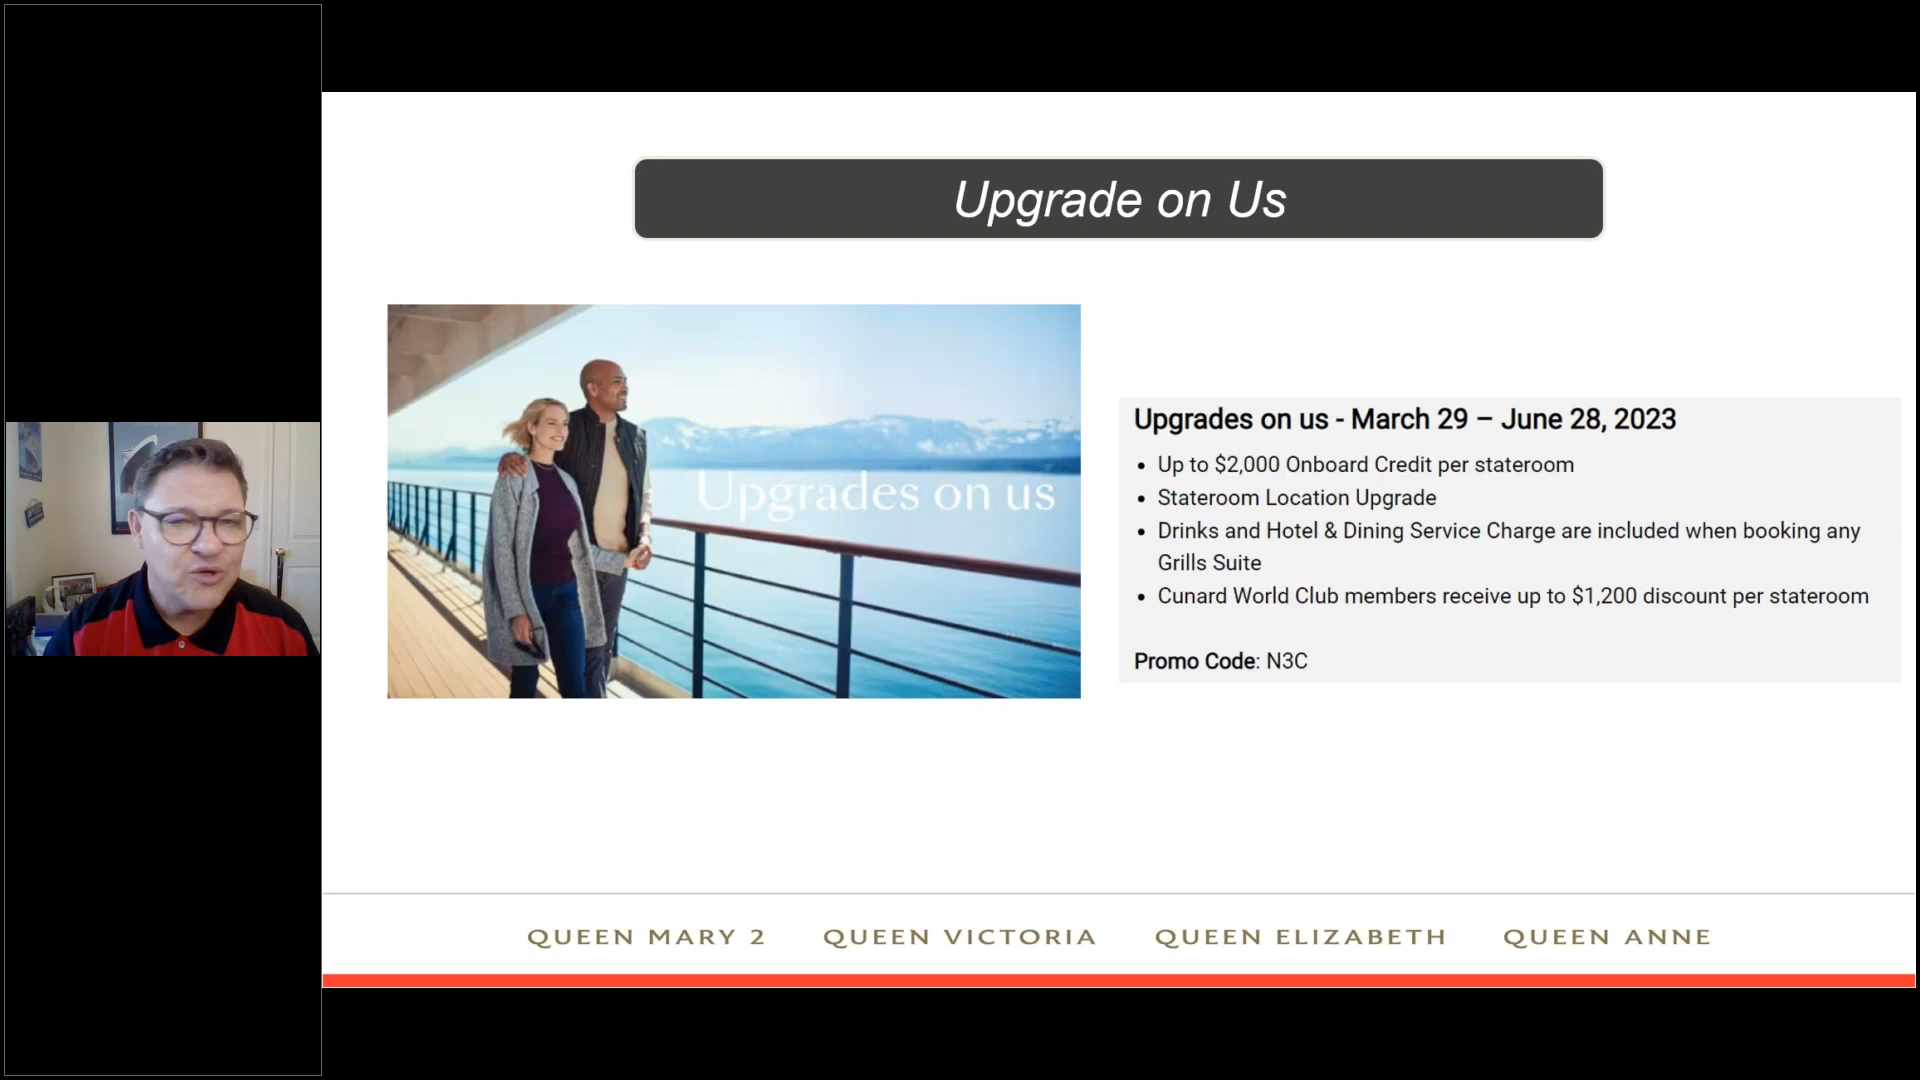 Upgrade on Us
Upgrades on us
Upgrades on us - March 29 – June 28, 2023
• Up to $2,000 Onboard Credit per stateroom
• Stateroom Location Upgrade
• Drinks and Hotel & Dining Service Charge are included when booking any
Grills Suite
• Cunard World Club members receive up to $1,200 discount per stateroom
Promo Code: N3C
QUEEN MARY 2 QUEEN VICTORIA QUEEN ELIZABETH QUEEN ANNE